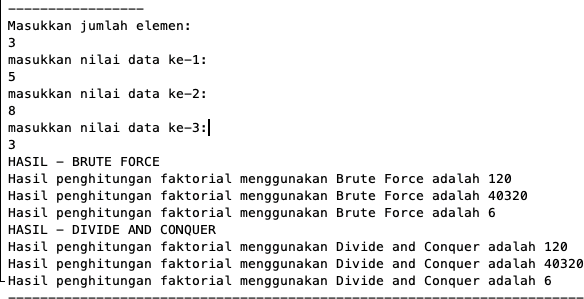 -----------------
Masukkan jumlah elemen:
3
masukkan nilai data ke-1:
5
masukkan nilai data ke-2:
8
masukkan nilai data ke-3:
3
HASIL - BRUTE FORCE
Hasil penghitungan faktorial menggunakan Brute Force adalah 120
Hasil penghitungan faktorial menggunakan Brute Force adalah 40320
Hasil penghitungan faktorial menggunakan Brute Force adalah 6
HASIL - DIVIDE AND CONQUER
Hasil penghitungan faktorial menggunakan Divide and Conquer adalah 120
Hasil penghitungan faktorial menggunakan Divide and Conquer adalah 40320
Hasil penghitungan faktorial menggunakan Divide and Conquer adalah 6
------------------------------------------------------------------------